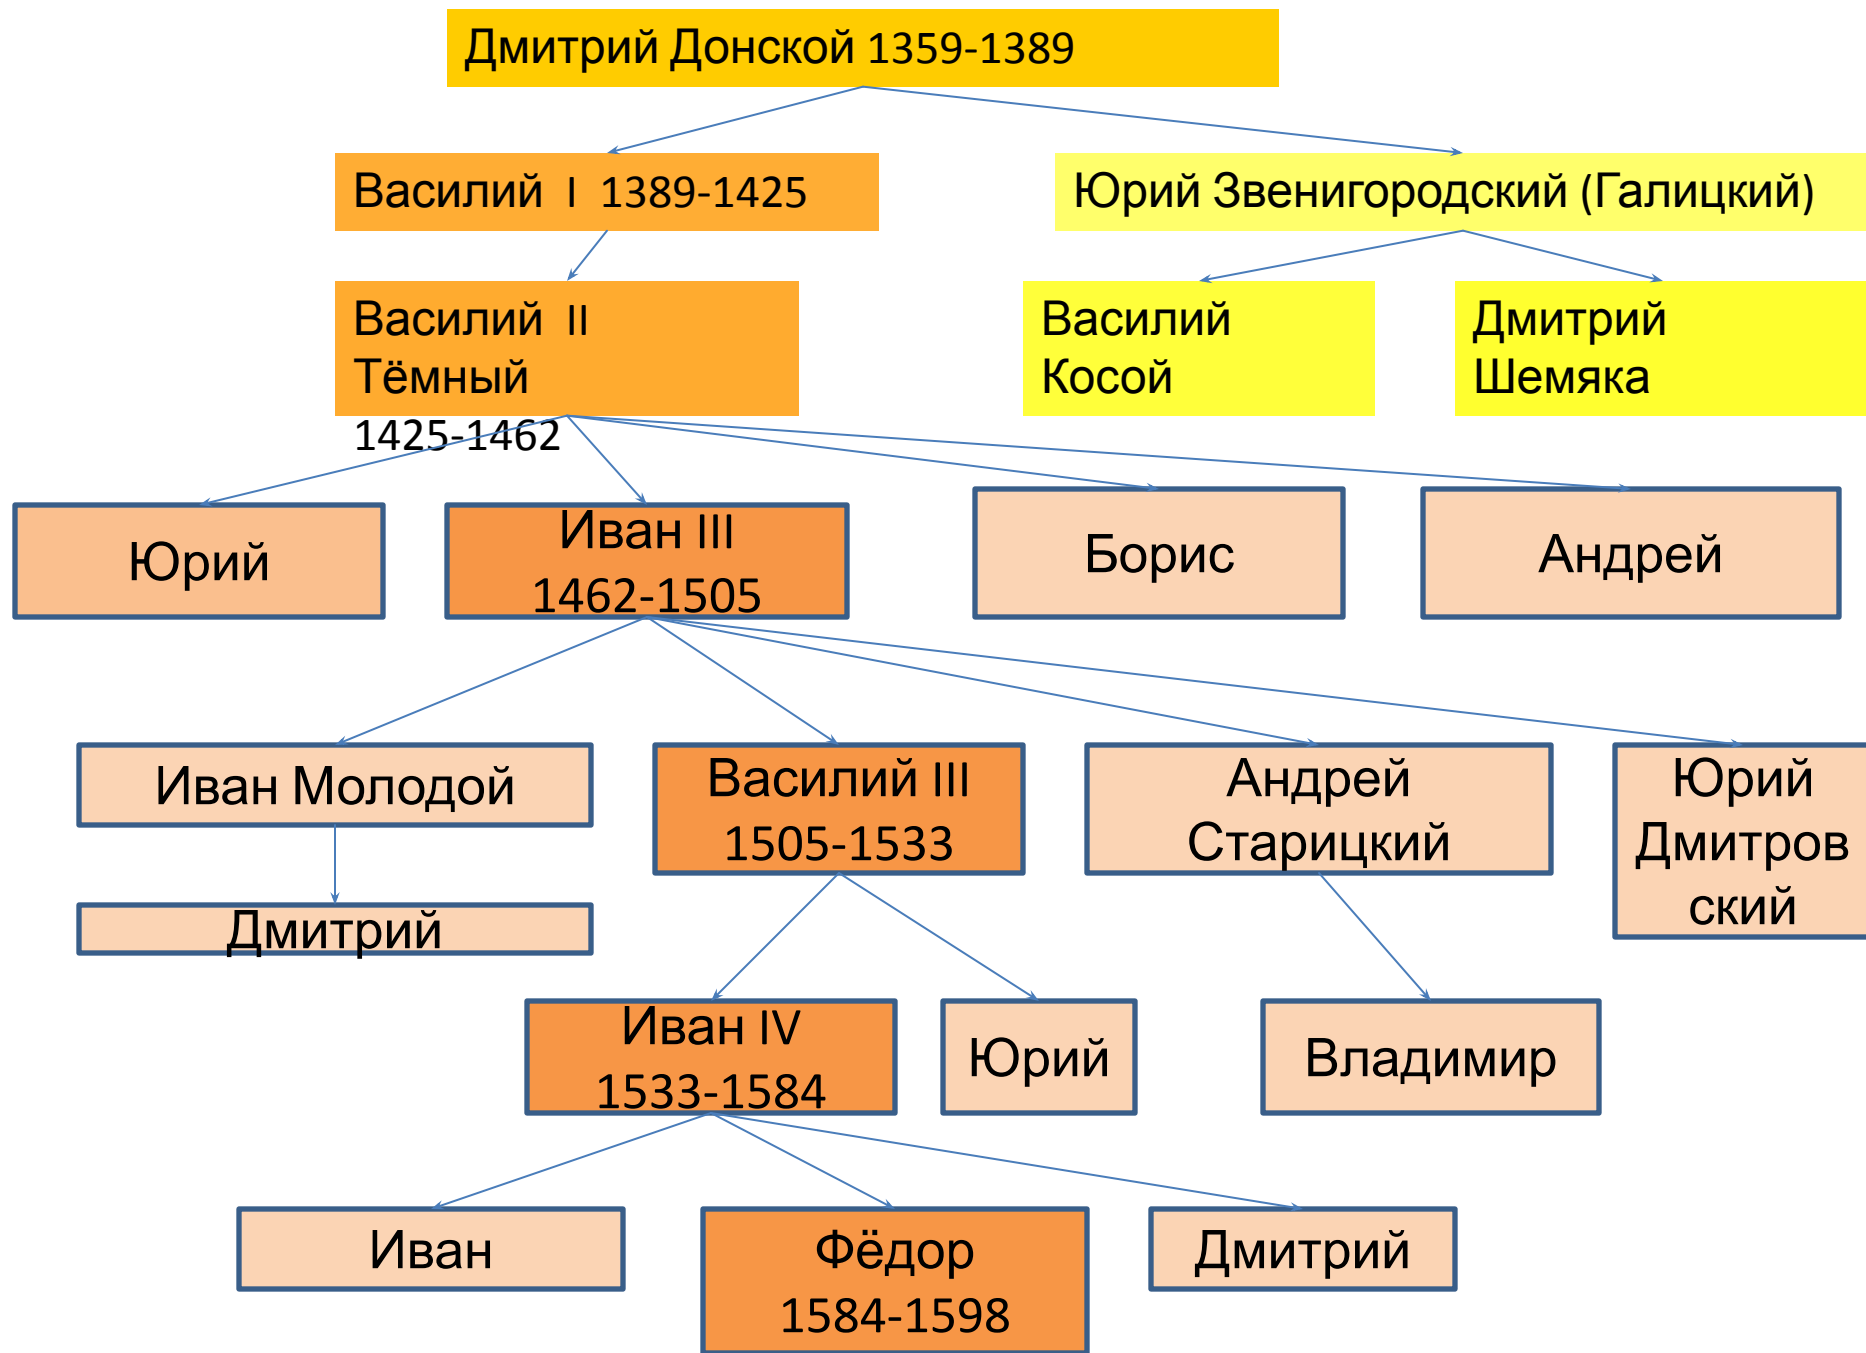 Дмитрий Донской 1359-1389
Василий I 1389-1425
Юрий Звенигородский (Галицкий)
Василий II
Тёмный
1425-1462
Василий
Косой
Дмитрий
Шемяка
Юрий
Иван III
1462-1505
Борис
Андрей
Иван Молодой
Василий III
1505-1533
Андрей
Старицкий
Юрий
Дмитров
ский
Дмитрий
Иван IV
1533-1584
Юрий
Владимир
Иван
Фёдор
1584-1598
Дмитрий